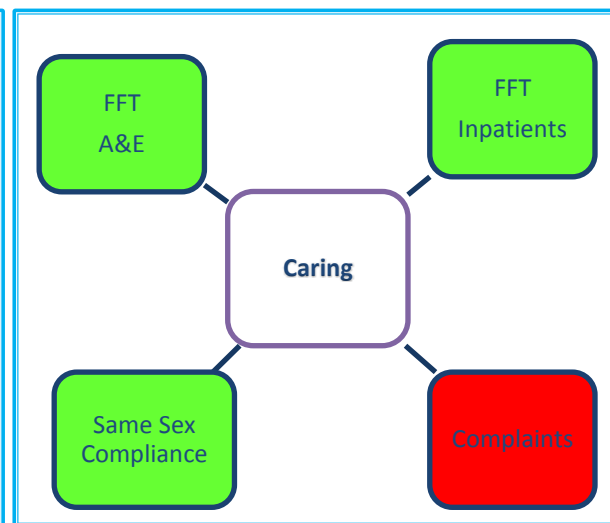 FFT
A&E
FFT
Inpatients
Caring
Same Sex
Compliance
Complaints